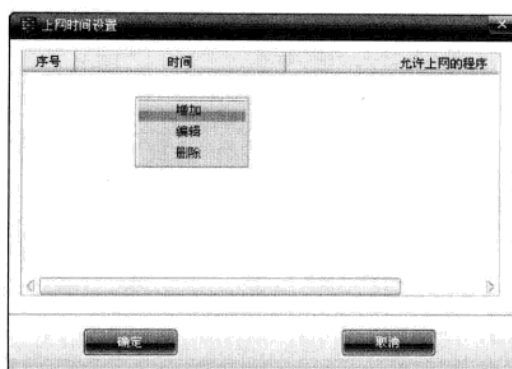 上网时间设置
序号 时间 允许上网的程序
增加
编辑
删除
确定 取消